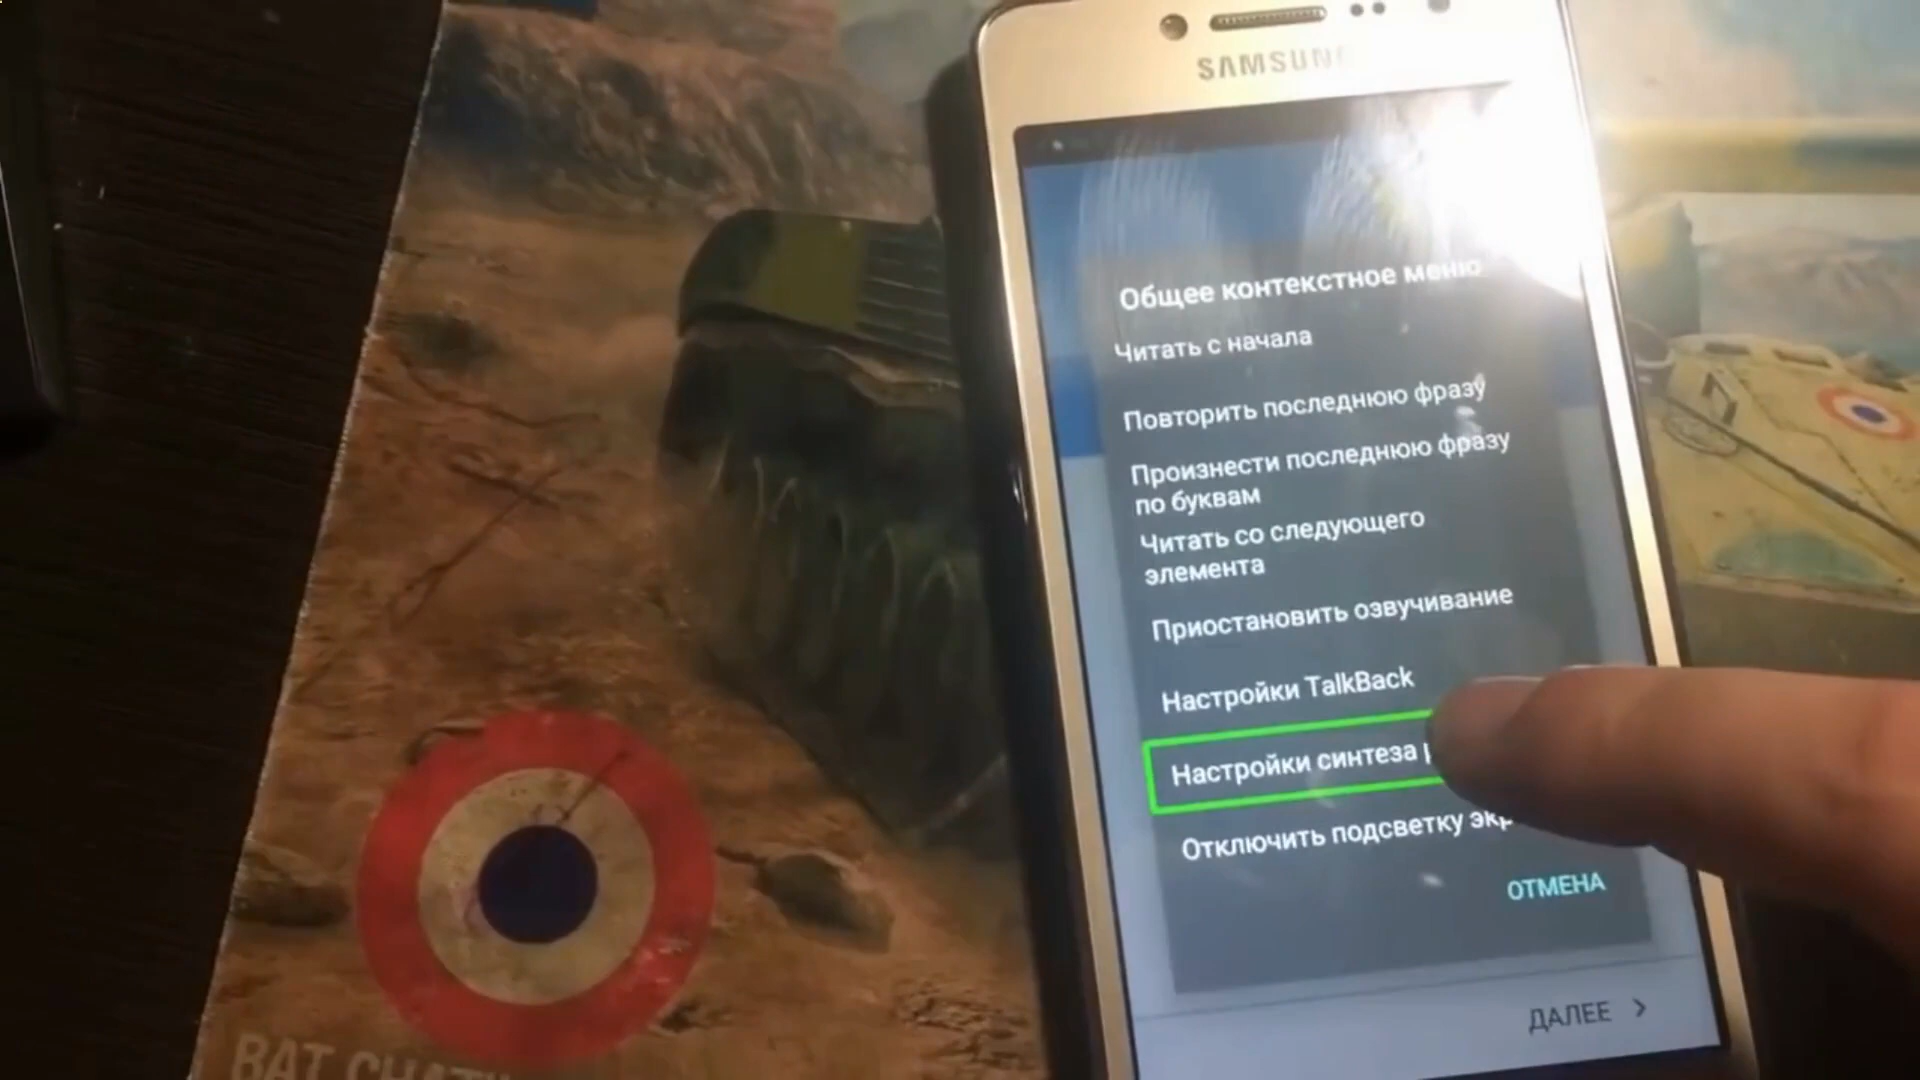 SAMSUNG
Общее контекстное меню
Читать с начала
Повторить последнюю фразу
Произнести последнюю фразу
по буквам
Читать со следующего
элемента
Приостановить озвучивание
Настройки TalkBack
Настройки синтеза
Отключить подсветку
ОТМЕНА
ДАЛЕЕ
BAT